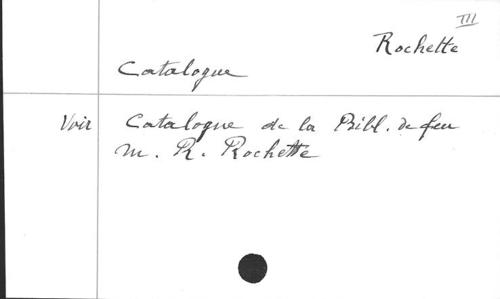 III
Rochette
Catalogue
Voir Catalogue de la Bibl. de feu
M. R. Rochette